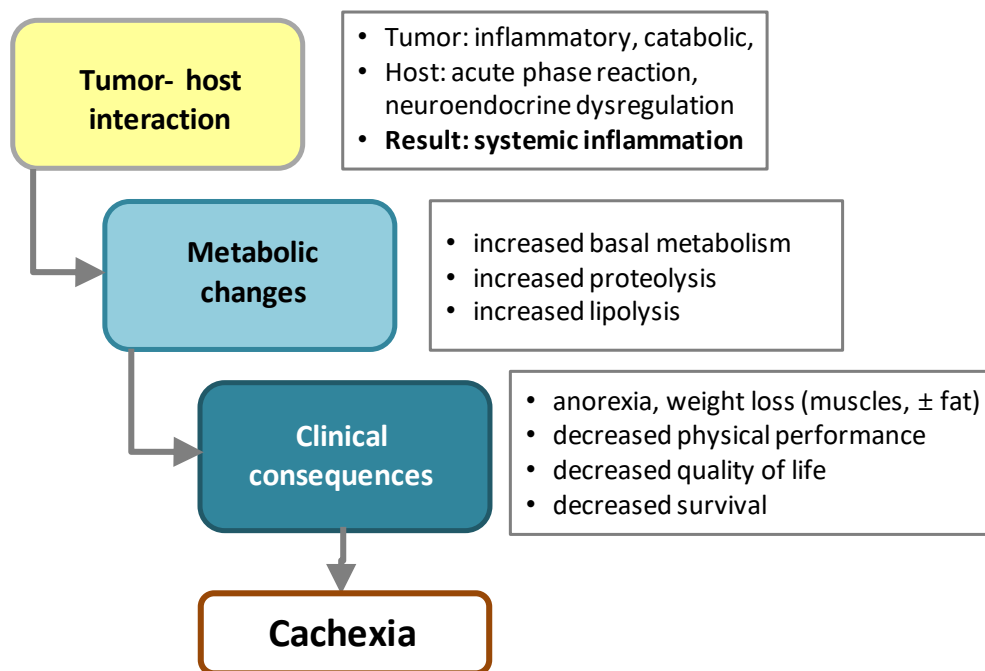 Tumor- host
interaction
• Tumor: inflammatory, catabolic,
• Host: acute phase reaction,
neuroendocrine dysregulation
• Result: systemic inflammation
Metabolic
changes
• increased basal metabolism
• increased proteolysis
• increased lipolysis
Clinical
consequences
• anorexia, weight loss (muscles, ± fat)
• decreased physical performance
• decreased quality of life
• decreased survival
Cachexia